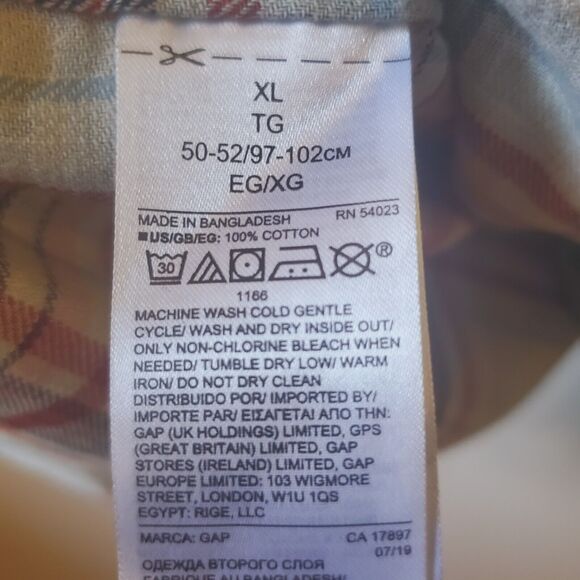 XL
TG
50-52/97-102CM
EG/XG
MADE IN BANGLADESH RN 54023
US/GB/EG: 100% COTTON
30 ®
1166
MACHINE WASH COLD GENTLE
CYCLE/ WASH AND DRY INSIDE OUT/
ONLY NON-CHLORINE BLEACH WHEN
NEEDED/ TUMBLE DRY LOW/ WARM
IRON/ DO NOT DRY CLEAN
DISTRIBUIDO POR/ IMPORTED BY/
IMPORTE PAR/ ΕΙΣΑΓΕΤΑΙ ΑΠΟ ΤΗΝ:
GAP (UK HOLDINGS) LIMITED, GPS
(GREAT BRITAIN) LIMITED, GAP
STORES (IRELAND) LIMITED, GAP
EUROPE LIMITED: 103 WIGMORE
STREET, LONDON, W1U 1QS
EGYPT: RIGE, LLC
MARCA: GAP CA 17897
07/19
ОДЕЖДА ВТОРОГО СЛОЯ
FABRIQUE AU BANGLADESH/